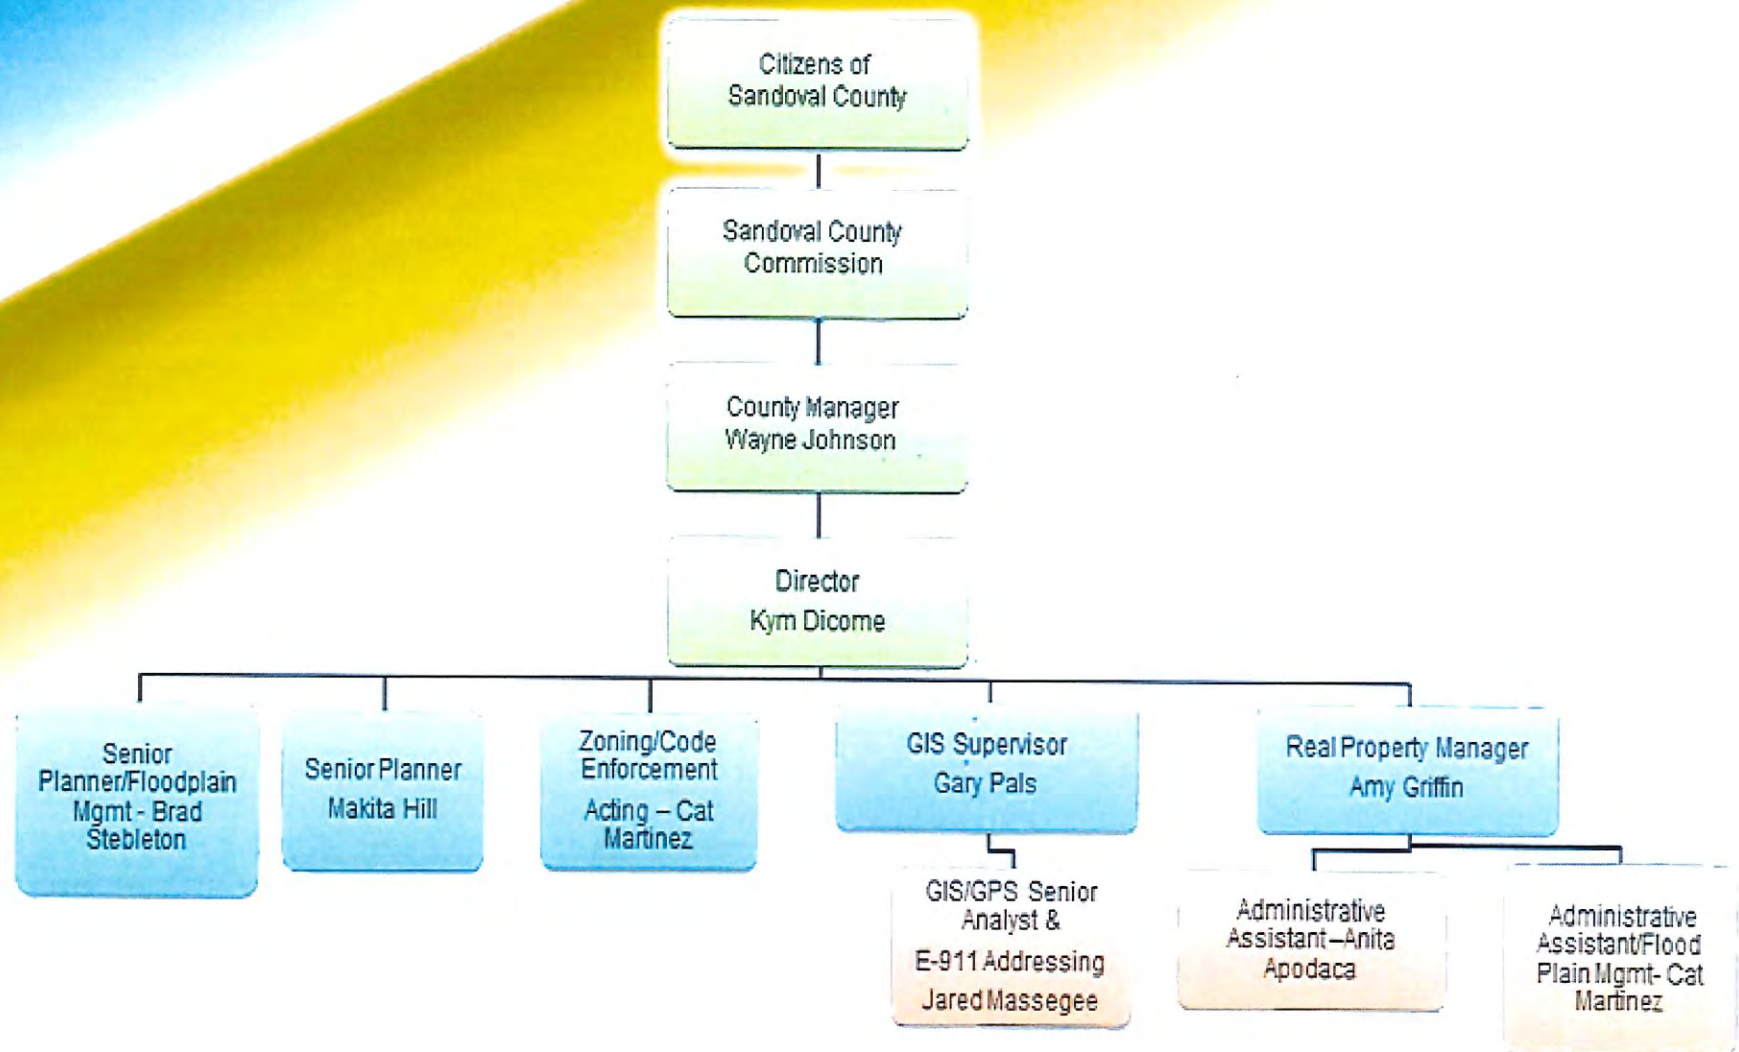 Citizens of
Sandoval County
Sandoval County
Commission
County Manager
Wayne Johnson
Director
Kym Dicome
Senior
Planner/Floodplain
Mgmt - Brad
Stebleton
Senior Planner
Makita Hill
Zoning/Code
Enforcement
Acting – Cat
Martinez
GIS Supervisor
Gary Pals
Real Property Manager
Amy Griffin
GIS/GPS Senior
Analyst &
E-911 Addressing
Jared Massegee
Administrative
Assistant–Anita
Apodaca
Administrative
Assistant/Flood
Plain Mgmt- Cat
Martinez